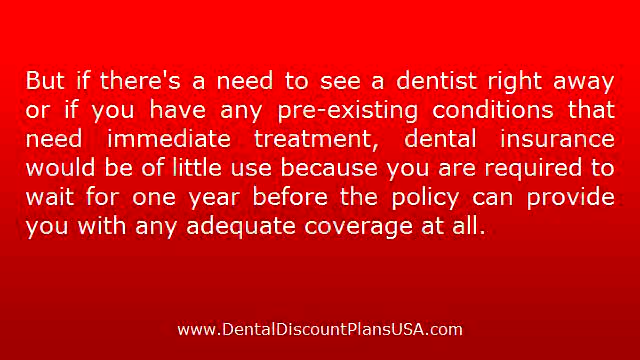 But if there's a need to see a dentist right away
or if you have any pre-existing conditions that
need immediate treatment, dental insurance
would be of little use because you are required to
wait for one year before the policy can provide
you with any adequate coverage at all.
www.DentalDiscountPlansUSA.com